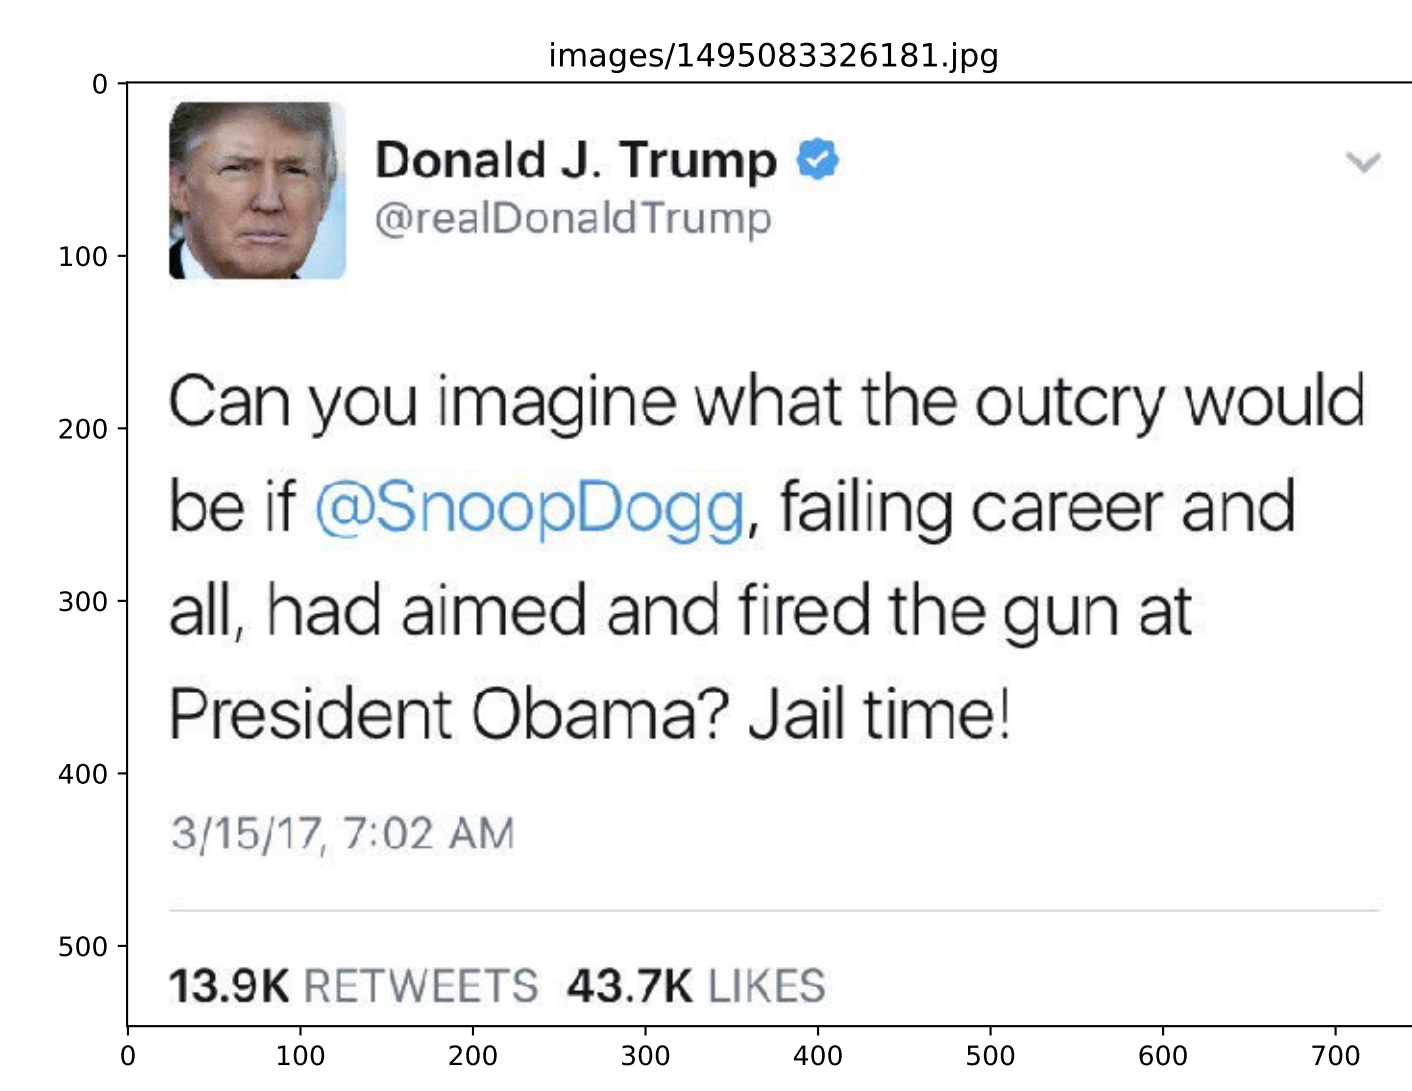 images/1495083326181.jpg
0
Donald J. Trump
@realDonaldTrump
100
Can you imagine what the outcry would
200
be if @SnoopDogg, failing career and
300
all, had aimed and fired the gun at
President Obama? Jail time!
400
3/15/17, 7:02 AM
500
13.9K RETWEETS 43.7K LIKES
0 100 200 300 400 500 600 700